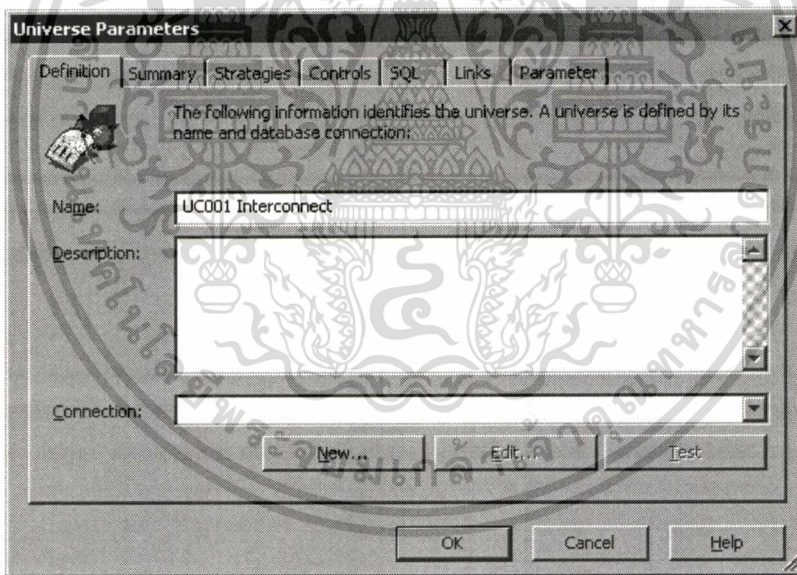 Universe Parameters
Definition Summary Strategies Controls SQL Links Parameter
The following information identifies the universe. A universe is defined by its
name and database connection:
Name: UC001 Interconnect
Description:
Connection:
New... Edit... Test
OK Cancel Help